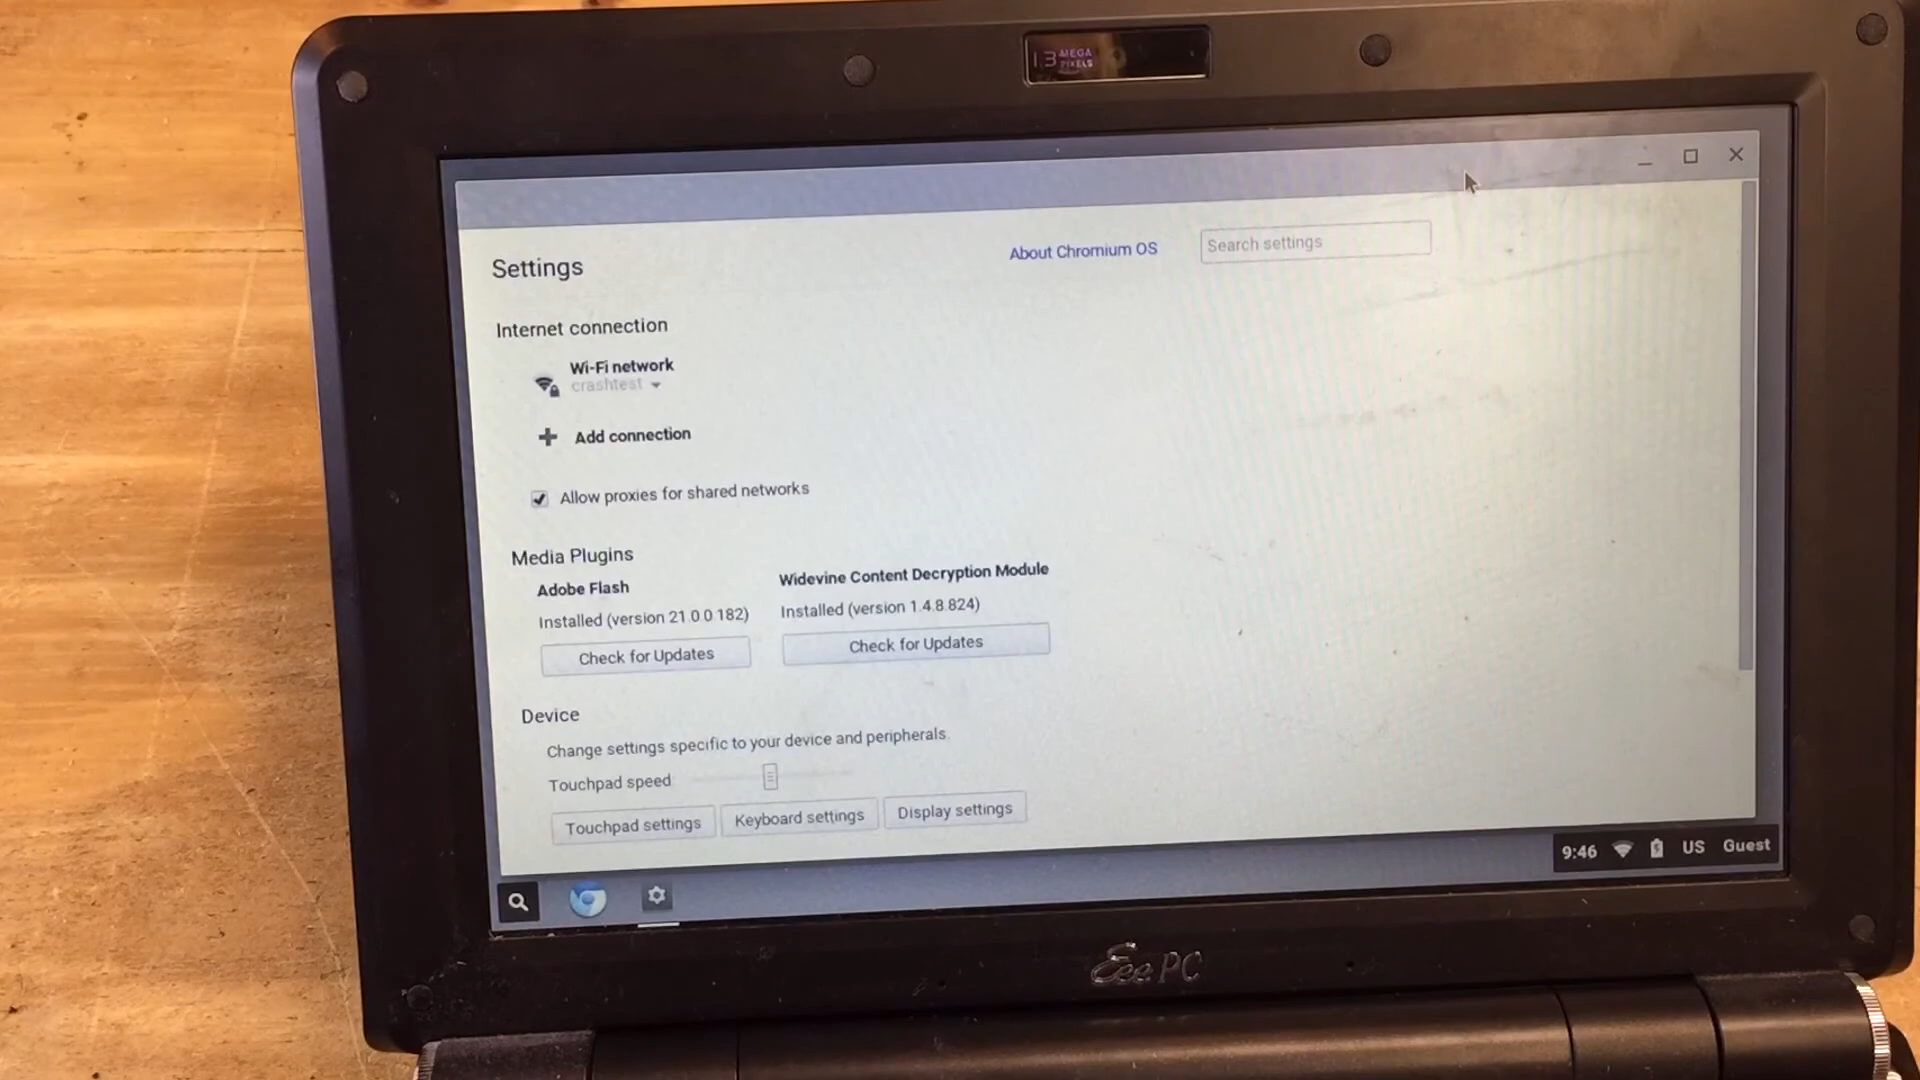 1.3 MEGA
PIXELS
Settings
About Chromium OS
Search settings
Internet connection
Wi-Fi network
crashtest
Add connection
Allow proxies for shared networks
Media Plugins
Adobe Flash
Widevine Content Decryption Module
Installed (version 21.0.0.182)
Installed (version 1.4.8.824)
Check for Updates
Check for Updates
Device
Change settings specific to your device and peripherals.
Touchpad speed
Touchpad settings
Keyboard settings
Display settings
9:46
US
Guest
Eee PC